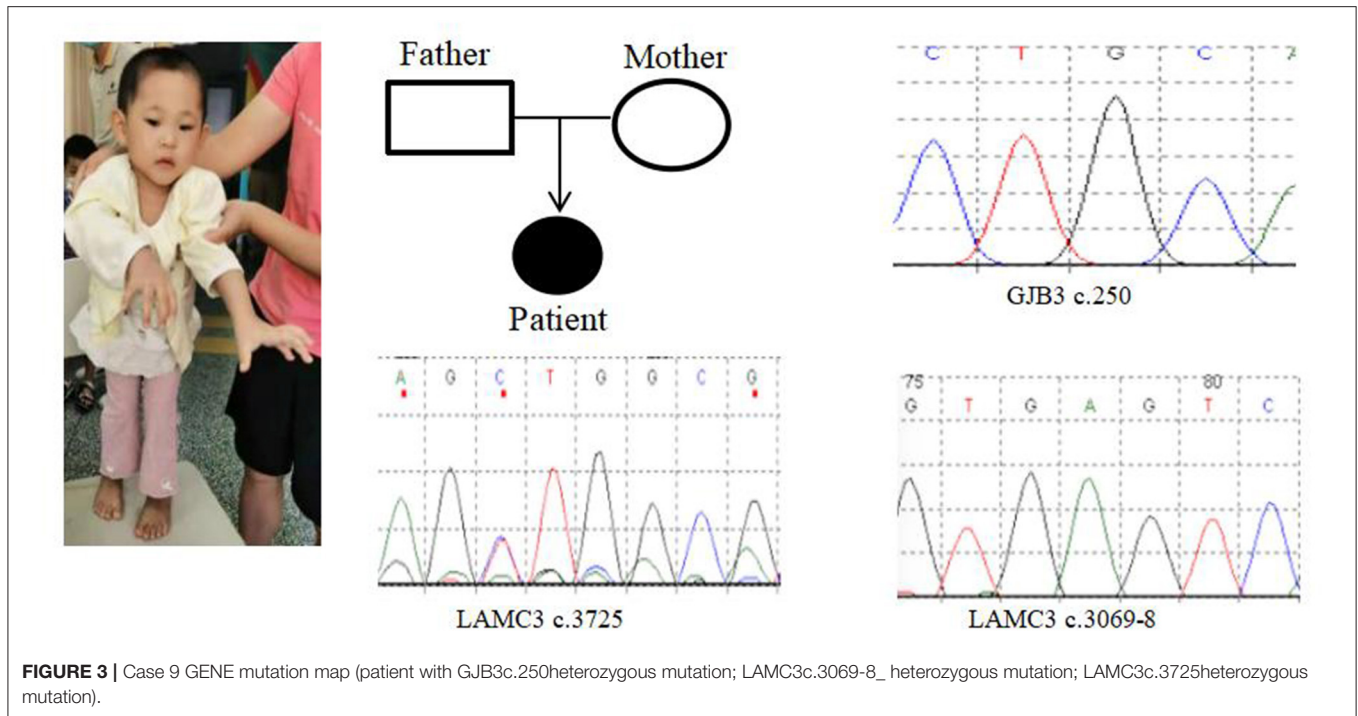 Father
Mother
Patient
C T G C A
GJB3 c.250
A G C T G G C G
LAMC3 c.3725
75 80
G T G A G T C
LAMC3 c.3069-8
FIGURE 3 | Case 9 GENE mutation map (patient with GJB3c.250heterozygous mutation; LAMC3c.3069-8_ heterozygous mutation; LAMC3c.3725heterozygous
mutation).